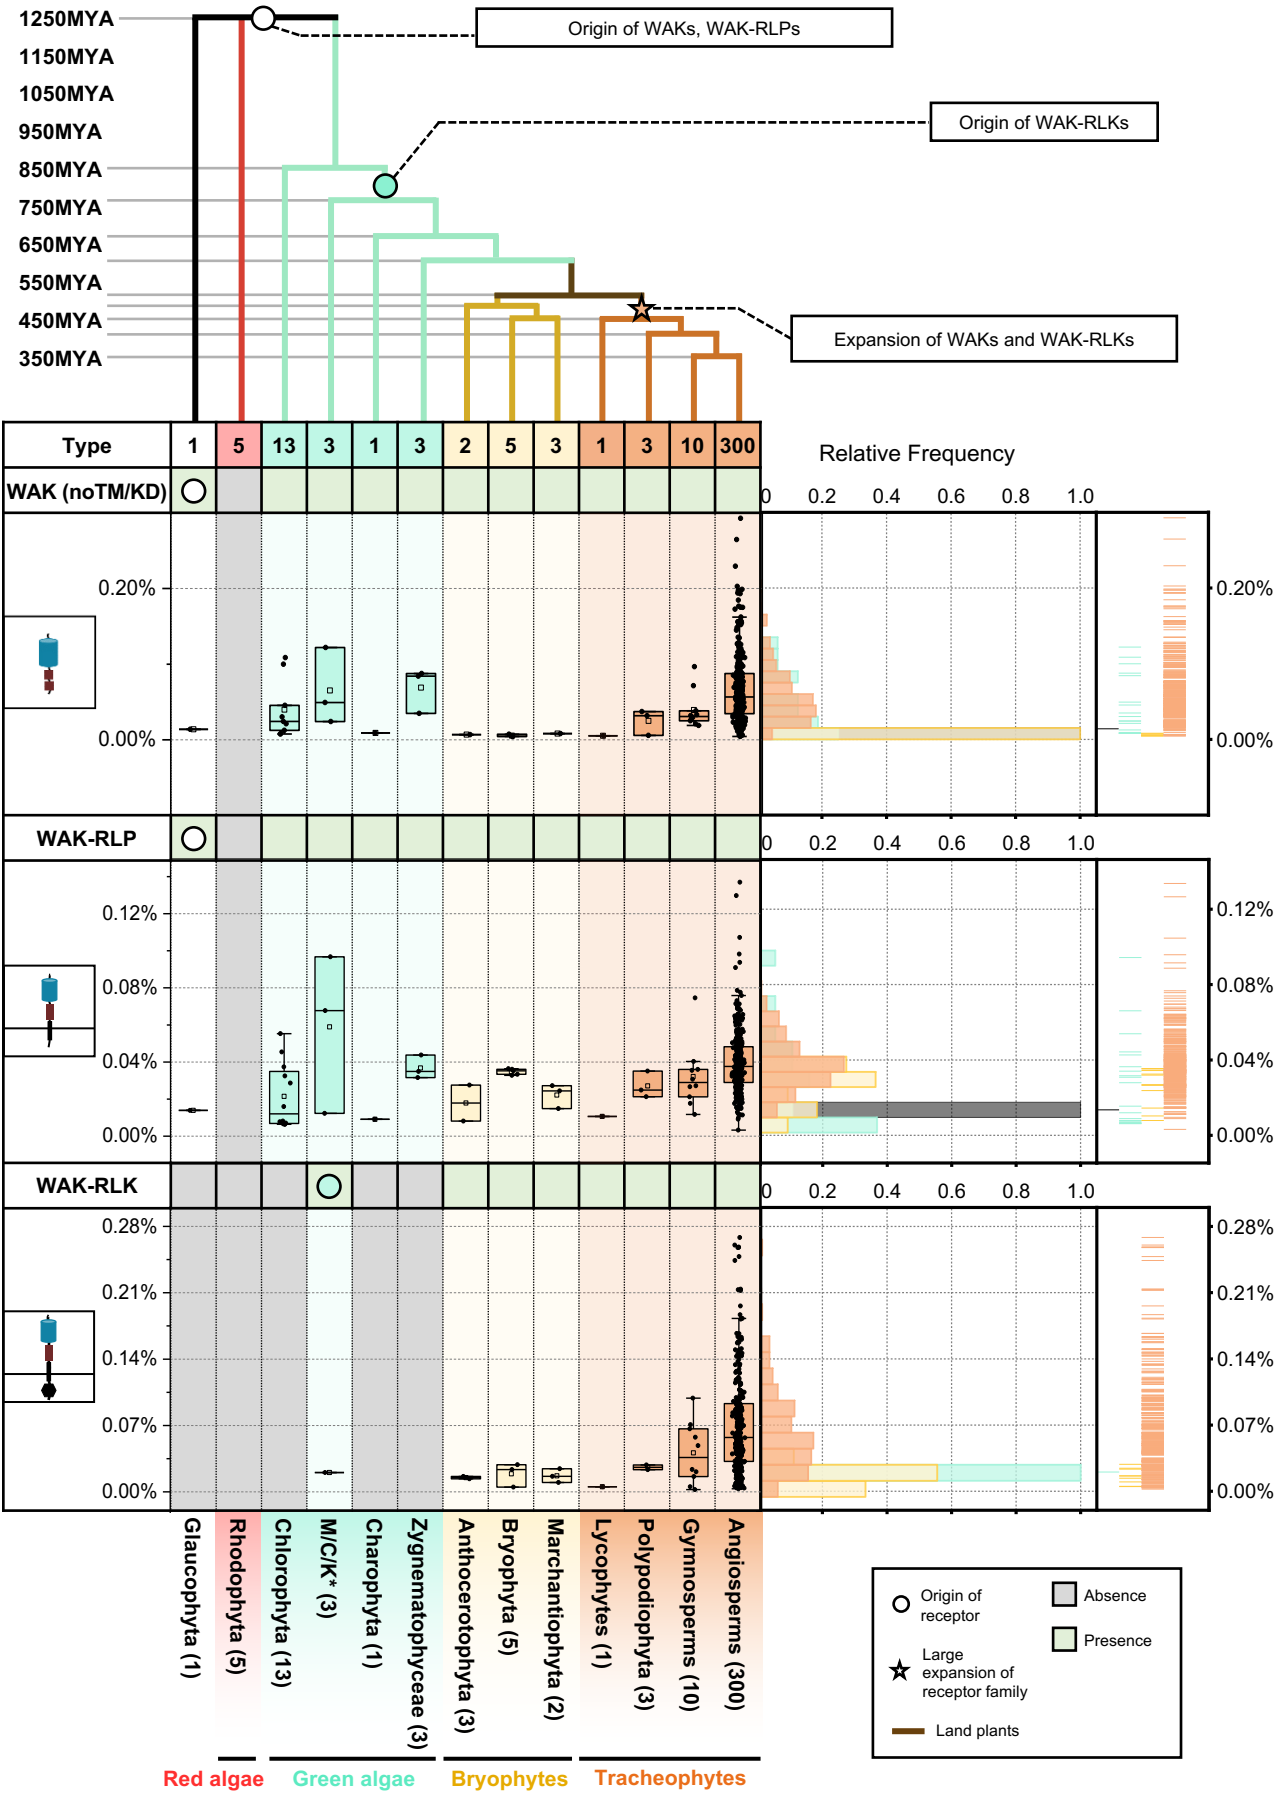 1250MYA
1150MYA
1050MYA
950MYA
850MYA
750MYA
650MYA
550MYA
450MYA
350MYA
Origin of WAKs, WAK-RLPs
Origin of WAK-RLKs
Expansion of WAKs and WAK-RLKs
Type 1 5 13 3 1 3 2 5 3 1 3 10 300
Relative Frequency
WAK (noTM/KD)
0 0.2 0.4 0.6 0.8 1.0
0.20% 0.20%
0.00% 0.00%
WAK-RLP
0 0.2 0.4 0.6 0.8 1.0
0.12% 0.12%
0.08% 0.08%
0.04% 0.04%
0.00% 0.00%
WAK-RLK
0 0.2 0.4 0.6 0.8 1.0
0.28% 0.28%
0.21% 0.21%
0.14% 0.14%
0.07% 0.07%
0.00% 0.00%
Glaucophyta (1)
Rhodophyta (5)
Chlorophyta (13)
M/C/K* (3)
Charophyta (1)
Zygnematophyceae (3)
Anthocerotophyta (3)
Bryophyta (5)
Marchantiophyta (2)
Lycophytes (1)
Polypodiophyta (3)
Gymnosperms (10)
Angiosperms (300)
Red algae
Green algae
Bryophytes
Tracheophytes
Origin of
receptor
Large
expansion of
receptor family
Land plants
Absence
Presence